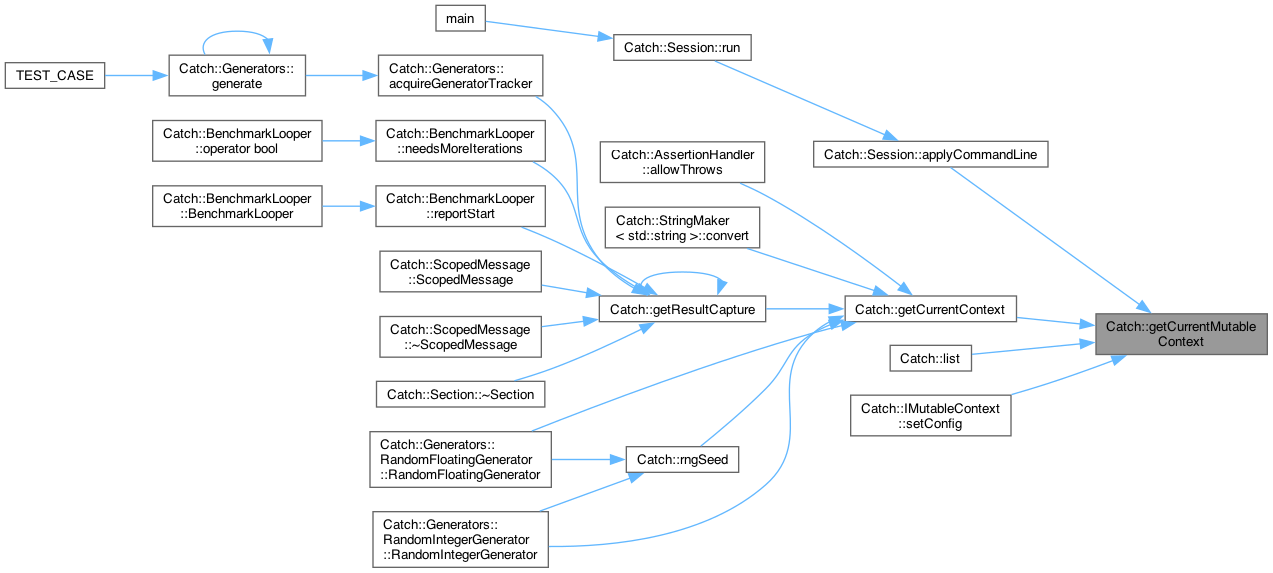 main
Catch::Session::run
TEST_CASE
Catch::Generators::
generate
Catch::Generators::
acquireGeneratorTracker
Catch::BenchmarkLooper
::operator bool
Catch::BenchmarkLooper
::needsMoreIterations
Catch::AssertionHandler
::allowThrows
Catch::Session::applyCommandLine
Catch::BenchmarkLooper
::BenchmarkLooper
Catch::BenchmarkLooper
::reportStart
Catch::StringMaker
< std::string >::convert
Catch::ScopedMessage
::ScopedMessage
Catch::getResultCapture
Catch::getCurrentContext
Catch::getCurrentMutable
Context
Catch::ScopedMessage
::~ScopedMessage
Catch::list
Catch::Section::~Section
Catch::IMutableContext
::setConfig
Catch::Generators::
RandomFloatingGenerator
::RandomFloatingGenerator
Catch::rngSeed
Catch::Generators::
RandomIntegerGenerator
::RandomIntegerGenerator